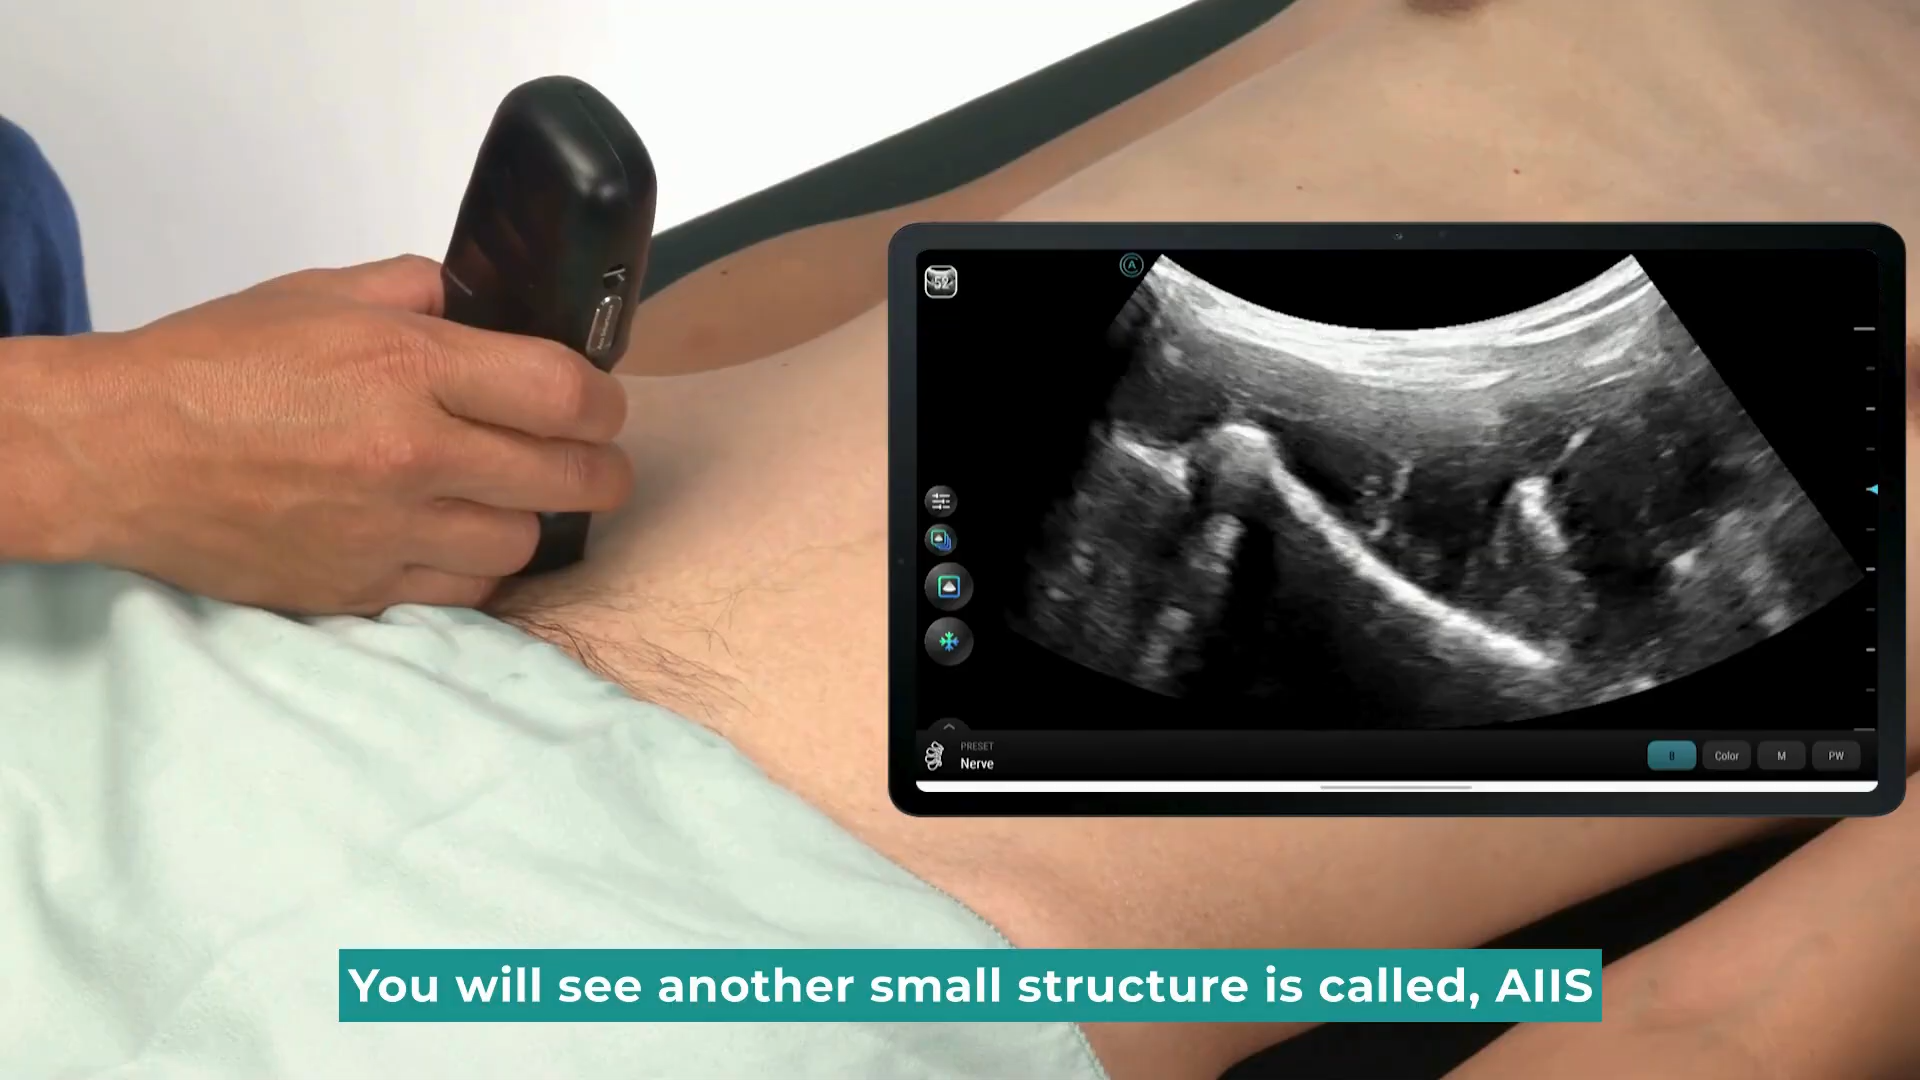 A
52
PRESET
Nerve
B
Color
M
PW
You will see another small structure is called, AIIS